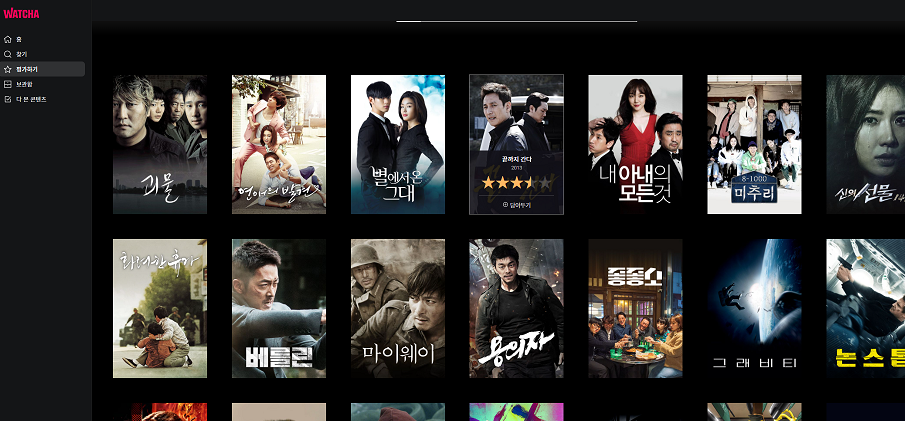 WATCHA
홈
찾기
평가하기
보관함
다 본 콘텐츠
괴물
연애의 발견
별에서 온
그대
끝까지 간다
2013
담아두기
내 아내의
모든 것
8-1000
미추리
신의 선물 14
화려한 휴가
베를린
마이웨이
용의자
좋좋소
그래비티
논스톱